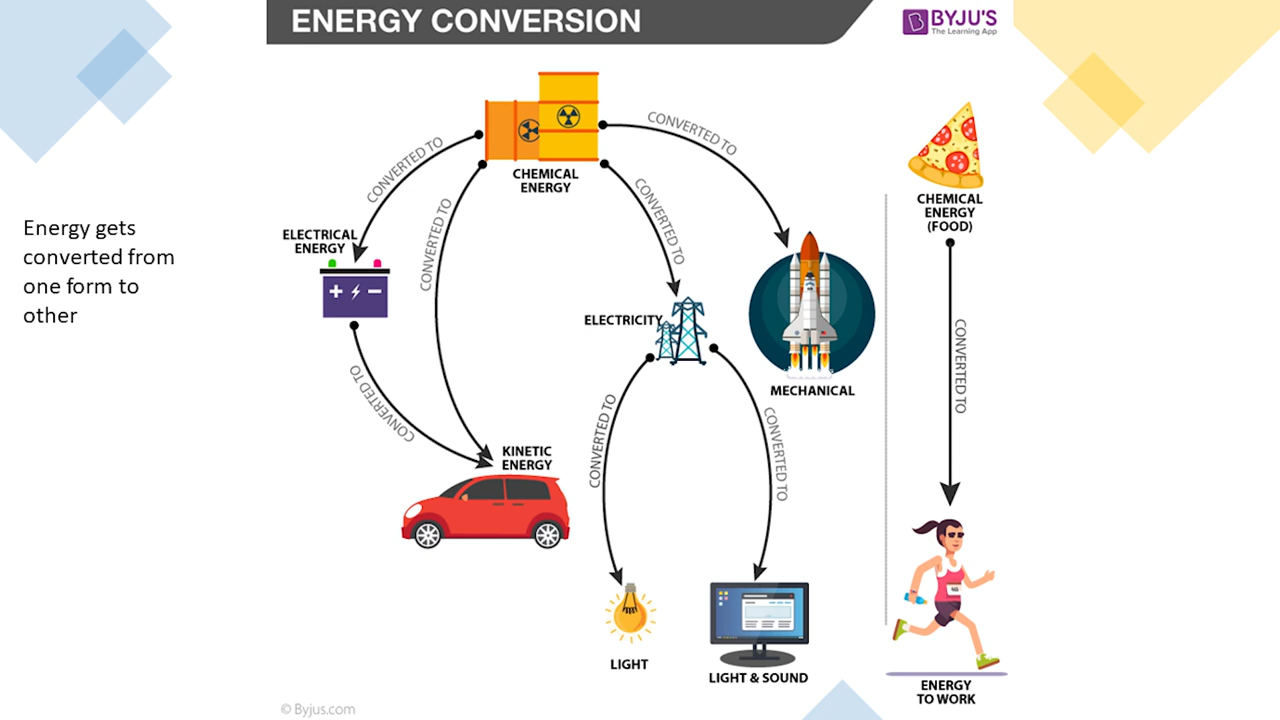 ENERGY CONVERSION
BYJU'S
The Learning App
Energy gets
converted from
one form to
other
CHEMICAL
ENERGY
CONVERTED TO
CONVERTED TO
CONVERTED TO
CONVERTED TO
ELECTRICAL
ENERGY
ELECTRICITY
MECHANICAL
CONVERTED TO
KINETIC
ENERGY
CONVERTED TO
CONVERTED TO
LIGHT
LIGHT & SOUND
CHEMICAL
ENERGY
(FOOD)
CONVERTED TO
ENERGY
TO WORK
© Byjus.com